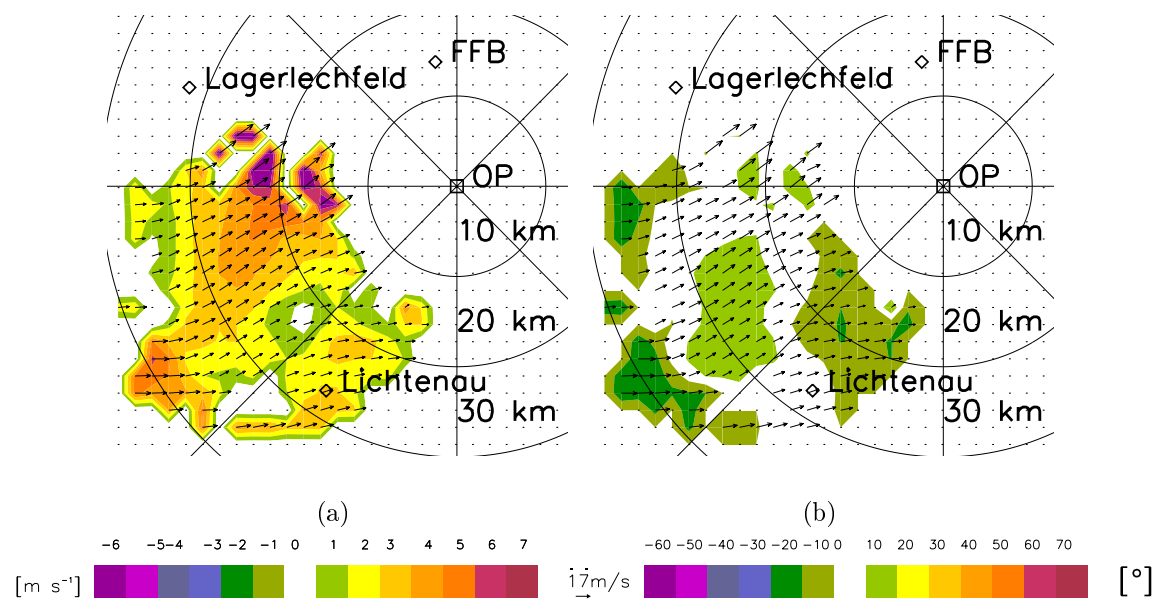 FFB FFB
Lagerlechfeld Lagerlechfeld
OP OP
10 km 10 km
20 km 20 km
Lichtenau Lichtenau
30 km 30 km
(a) (b)
-6 -5 -4 -3 -2 -1 0 1 2 3 4 5 6 7 -60 -50 -40 -30 -20 -10 0 10 20 30 40 50 60 70
[m s⁻¹] 17m/s [°]